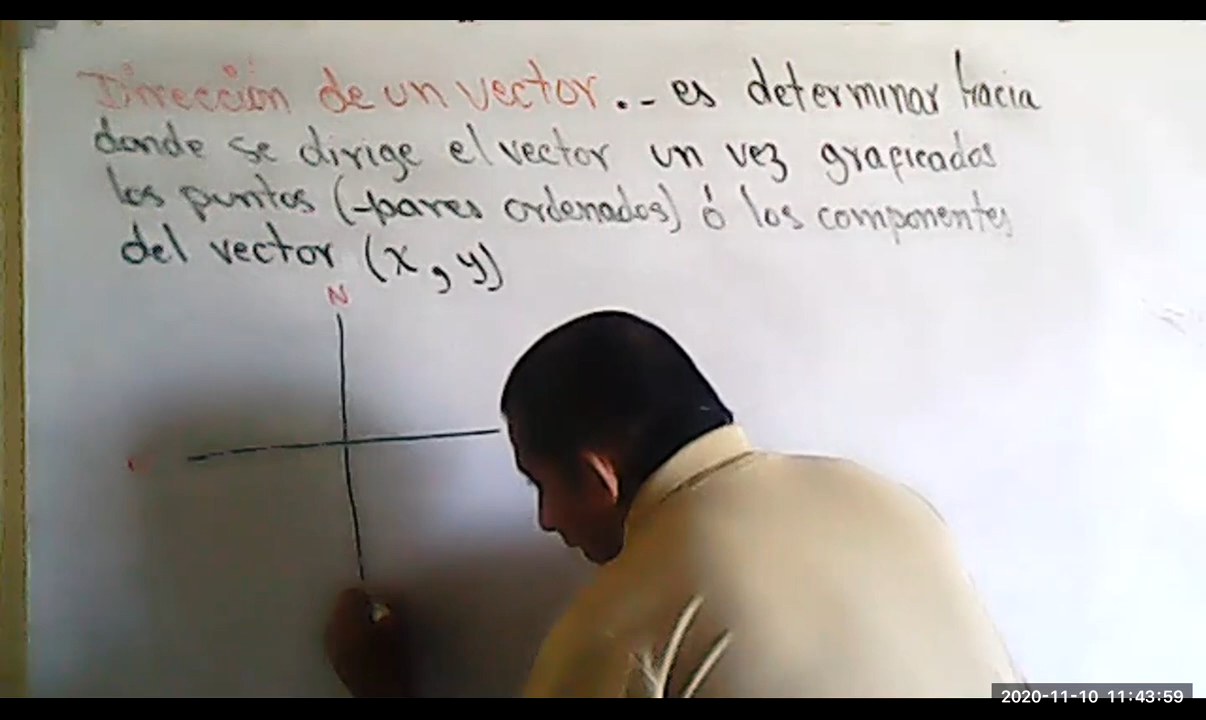 Dirección de un vector.- es determinar hacia
donde se dirige el vector un vez graficados
los puntos (pares ordenados) ó los componentes
del vector (x, y)
N
2020-11-10 11:43:59